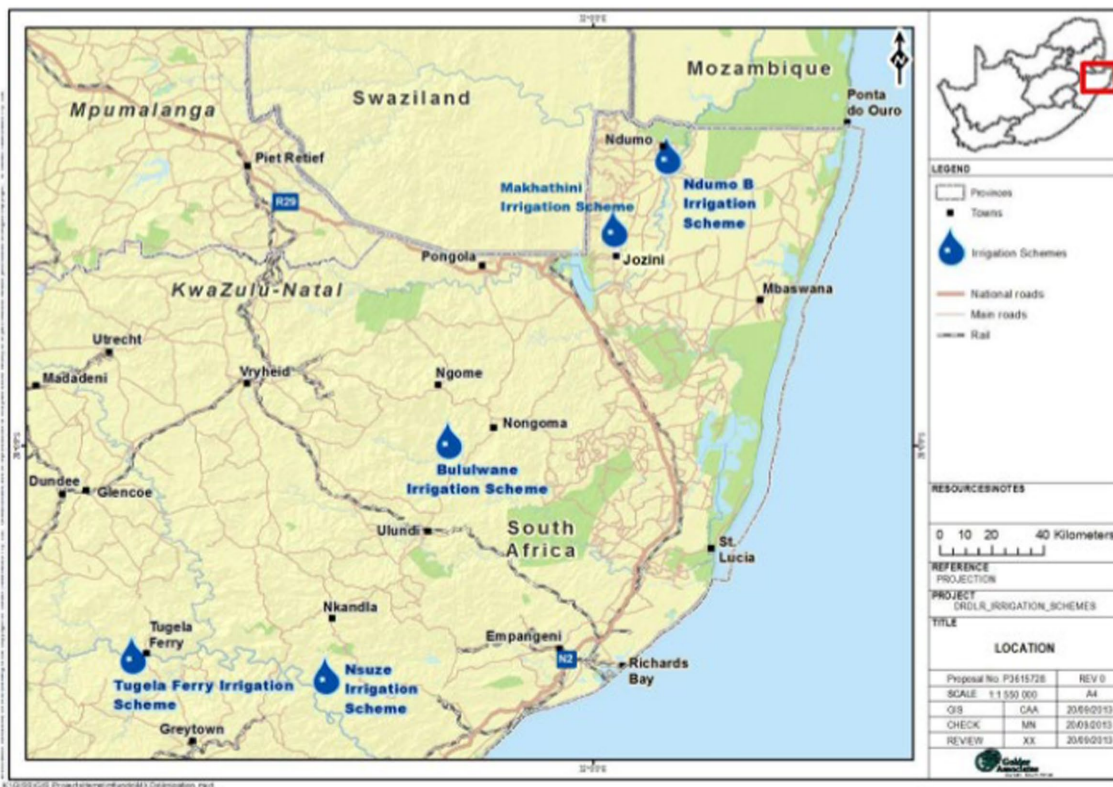 Mpumalanga
Swaziland
Mozambique
Ponta
do Ouro
Piet Retief
R29
Ndumo
Makhathini
Irrigation Scheme
Ndumo B
Irrigation
Scheme
Pongola
Jozini
KwaZulu-Natal
Mbaswana
Utrecht
Madadeni
Vryheid
Ngome
Nongoma
Bululwane
Irrigation Scheme
Dundee
Glencoe
Ulundi
South
Africa
St.
Lucia
Nkandla
Tugela
Ferry
Empangeni
N2
Richards
Bay
Tugela Ferry Irrigation
Scheme
Nsuze
Irrigation
Scheme
Greytown
N
LEGEND
Provinces
Towns
Irrigation Schemes
National roads
Main roads
Rail
RESOURCES\NOTES
0 10 20 40 Kilometers
REFERENCE
PROJECTION
PROJECT
DRDLR_IRRIGATION_SCHEMES
TITLE
LOCATION
Proposal No. P3615728 REV 0
SCALE 1:1 550 000 A4
GIS CAA 20/09/2013
CHECK MN 20/09/2013
REVIEW XX 20/09/2013
Golder
Associates